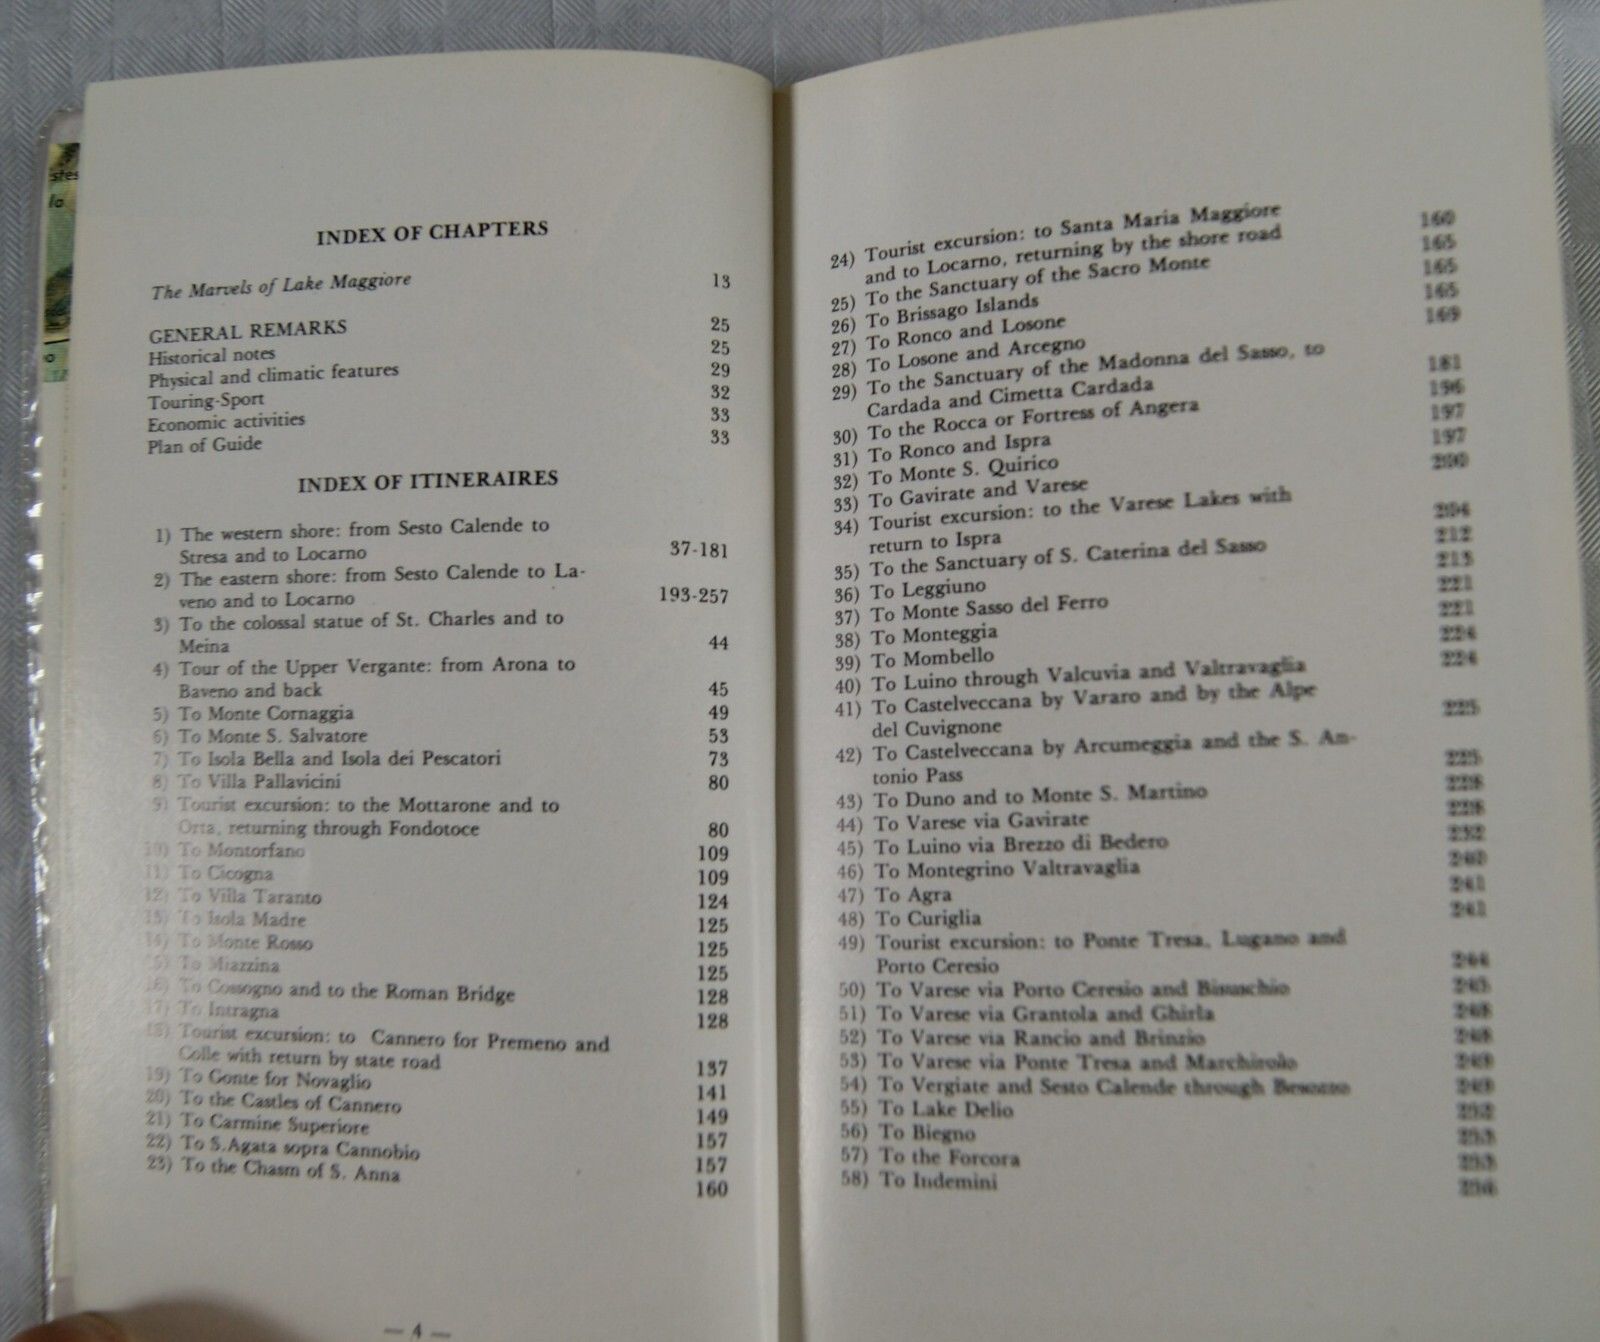 stes
lo
INDEX OF CHAPTERS
The Marvels of Lake Maggiore 13
GENERAL REMARKS 25
Historical notes 25
Physical and climatic features 29
Touring-Sport 32
Economic activities 33
Plan of Guide 33
INDEX OF ITINERAIRES
1) The western shore: from Sesto Calende to
Stresa and to Locarno 37-181
2) The eastern shore: from Sesto Calende to La-
veno and to Locarno 193-257
3) To the colossal statue of St. Charles and to
Meina 44
4) Tour of the Upper Vergante: from Arona to
Baveno and back 45
5) To Monte Cornaggia 49
6) To Monte S. Salvatore 53
7) To Isola Bella and Isola dei Pescatori 73
8) To Villa Pallavicini 80
9) Tourist excursion: to the Mottarone and to
Orta, returning through Fondotoce 80
10) To Montorfano 109
11) To Cicogna 109
12) To Villa Taranto 124
13) To Isola Madre 125
14) To Monte Rosso 125
15) To Miazzina 125
16) To Cossogno and to the Roman Bridge 128
17) To Intragna 128
18) Tourist excursion: to Cannero for Premeno and
Colle with return by state road 137
19) To Gonte for Novaglio 141
20) To the Castles of Cannero 149
21) To Carmine Superiore 157
22) To S.Agata sopra Cannobio 157
23) To the Chasm of S. Anna 160
— 4 —
24) Tourist excursion: to Santa Maria Maggiore
and to Locarno, returning by the shore road 160
25) To the Sanctuary of the Sacro Monte 165
26) To Brissago Islands 165
27) To Ronco and Losone 165
28) To Losone and Arcegno 169
29) To the Sanctuary of the Madonna del Sasso, to
Cardada and Cimetta Cardada 181
30) To the Rocca or Fortress of Angera 196
31) To Ronco and Ispra 197
32) To Monte S. Quirico 197
33) To Gavirate and Varese 200
34) Tourist excursion: to the Varese Lakes with
return to Ispra 204
35) To the Sanctuary of S. Caterina del Sasso 212
36) To Leggiuno 213
37) To Monte Sasso del Ferro 221
38) To Monteggia 221
39) To Mombello 224
40) To Luino through Valcuvia and Valtravaglia 224
41) To Castelveccana by Vararo and by the Alpe
del Cuvignone 225
42) To Castelveccana by Arcumeggia and the S. An-
tonio Pass 225
43) To Duno and to Monte S. Martino 228
44) To Varese via Gavirate 228
45) To Luino via Brezzo di Bedero 232
46) To Montegrino Valtravaglia 240
47) To Agra 241
48) To Curiglia 241
49) Tourist excursion: to Ponte Tresa, Lugano and
Porto Ceresio 244
50) To Varese via Porto Ceresio and Bisuschio
51) To Varese via Grantola and Ghirla
52) To Varese via Rancio and Brinzio
53) To Varese via Ponte Tresa and Marchirolo
54) To Vergiate and Sesto Calende through Besozzo
55) To Lake Delio 252
56) To Biegno 253
57) To the Forcora 253
58) To Indemini 256